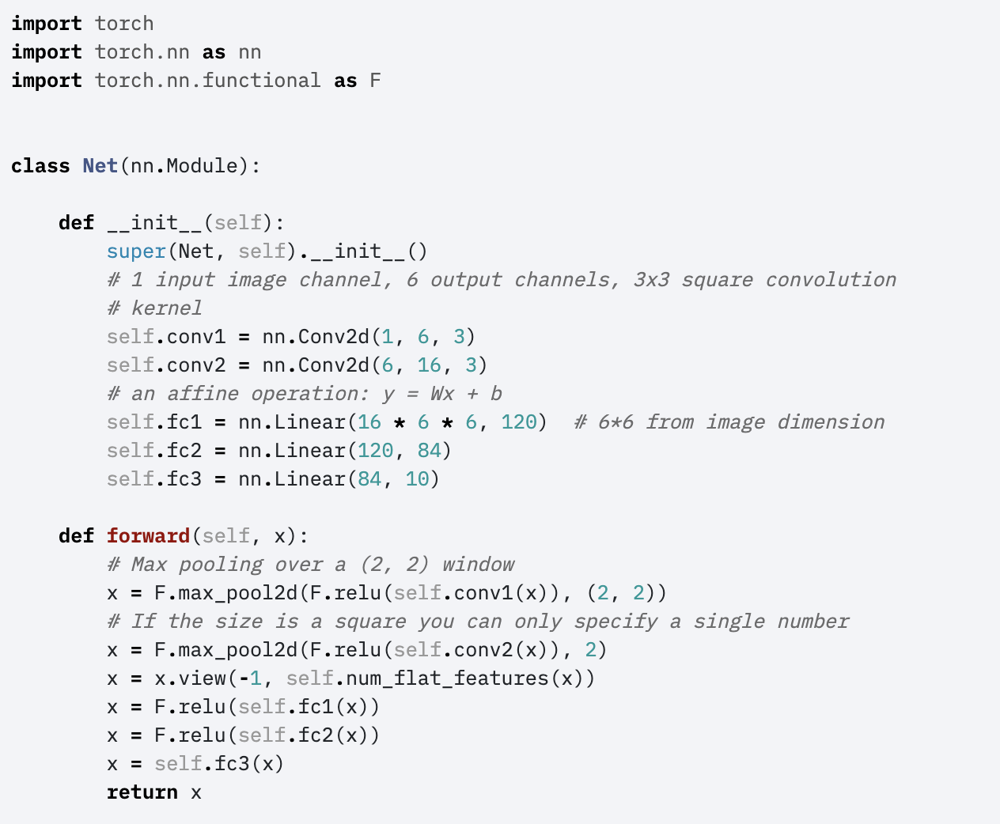 import torch
import torch.nn as nn
import torch.nn.functional as F
class Net(nn.Module):
    def __init__(self):
        super(Net, self).__init__()
        # 1 input image channel, 6 output channels, 3x3 square convolution
        # kernel
        self.conv1 = nn.Conv2d(1, 6, 3)
        self.conv2 = nn.Conv2d(6, 16, 3)
        # an affine operation: y = Wx + b
        self.fc1 = nn.Linear(16 * 6 * 6, 120)  # 6*6 from image dimension
        self.fc2 = nn.Linear(120, 84)
        self.fc3 = nn.Linear(84, 10)
    def forward(self, x):
        # Max pooling over a (2, 2) window
        x = F.max_pool2d(F.relu(self.conv1(x)), (2, 2))
        # If the size is a square you can only specify a single number
        x = F.max_pool2d(F.relu(self.conv2(x)), 2)
        x = x.view(-1, self.num_flat_features(x))
        x = F.relu(self.fc1(x))
        x = F.relu(self.fc2(x))
        x = self.fc3(x)
        return x